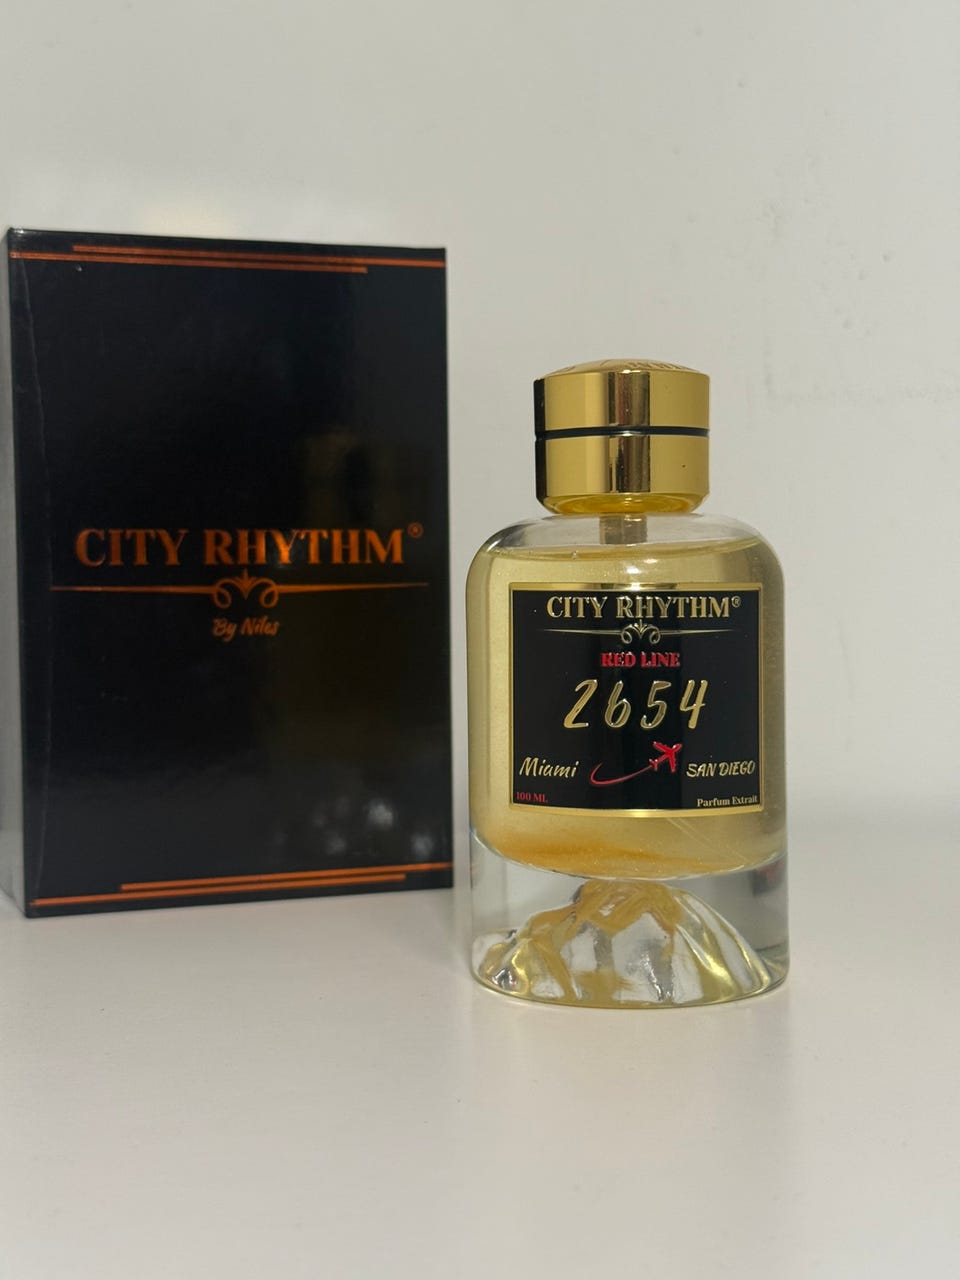 CITY RHYTHM®
By Niles
CITY RHYTHM®
RED LINE
2654
Miami SAN DIEGO
100 ML Parfum Extrait